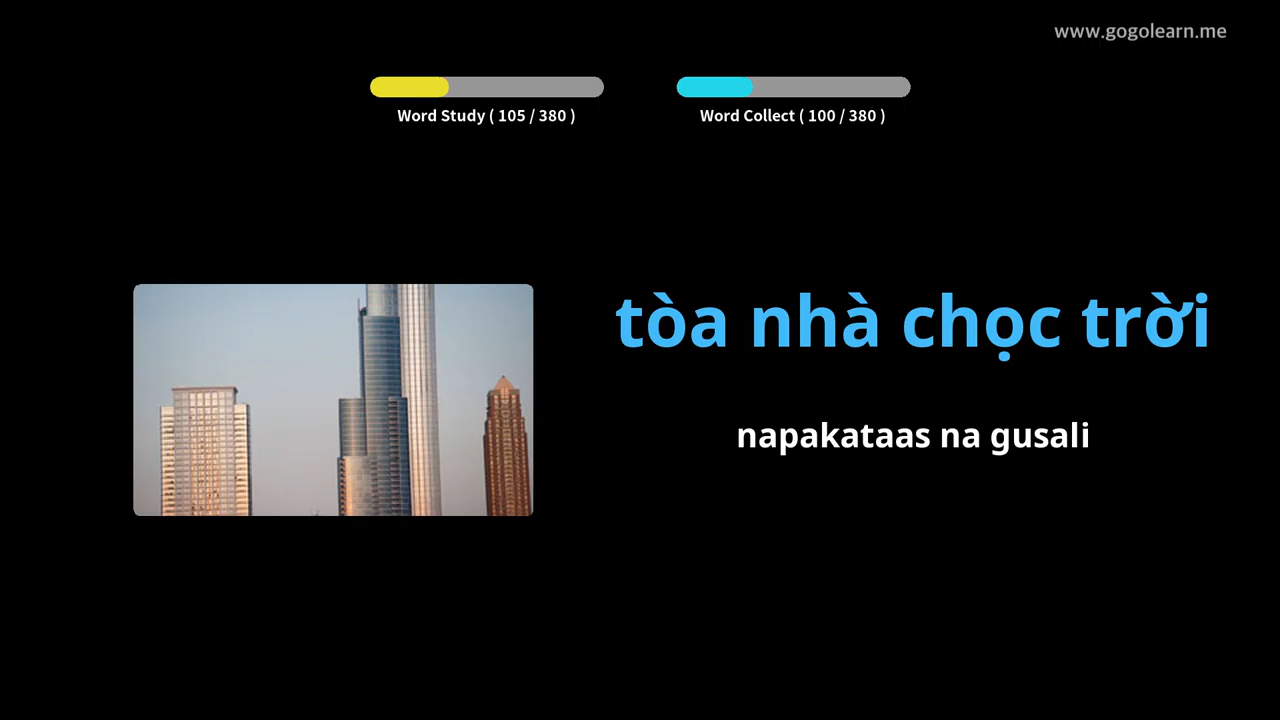 www.gogolearn.me
Word Study ( 105 / 380 )
Word Collect ( 100 / 380 )
tòa nhà chọc trời
napakataas na gusali